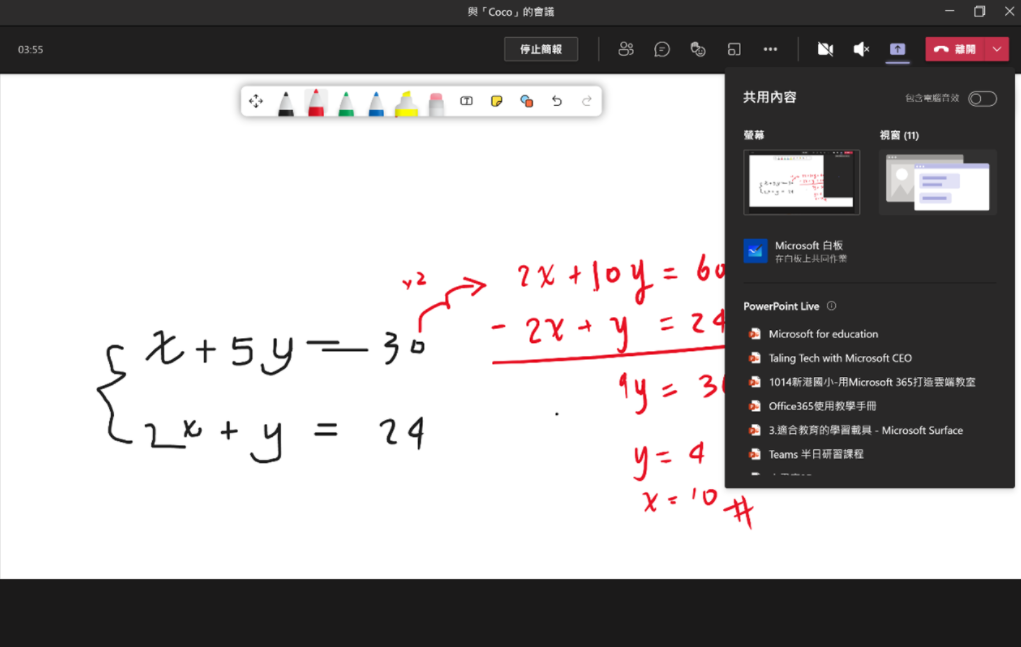 與「Coco」的會議
03:55
停止簡報
離開
共用內容
包含電腦音效
螢幕
視窗 (11)
Microsoft 白板
在白板上共同作業
PowerPoint Live
Microsoft for education
Taling Tech with Microsoft CEO
1014新港國小-用Microsoft 365打造雲端教室
Office365使用教學手冊
3.適合教育的學習載具 - Microsoft Surface
Teams 半日研習課程
x + 5y = 30
2x + y = 24
x2
2x + 10y = 60
- 2x + y = 24
9y = 3
y = 4
x = 10 #